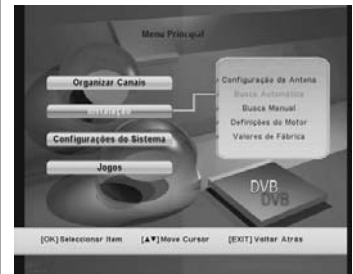 Menu Principal
Organizar Canais
Instalação
Configurações do Sistema
Jogos
Configuração da Antena
Busca Automática
Busca Manual
Definições do Motor
Valores de Fábrica
DVB
DVB
[OK] Seleccionar Item [▲▼] Move Cursor [EXIT] Voltar Atrás